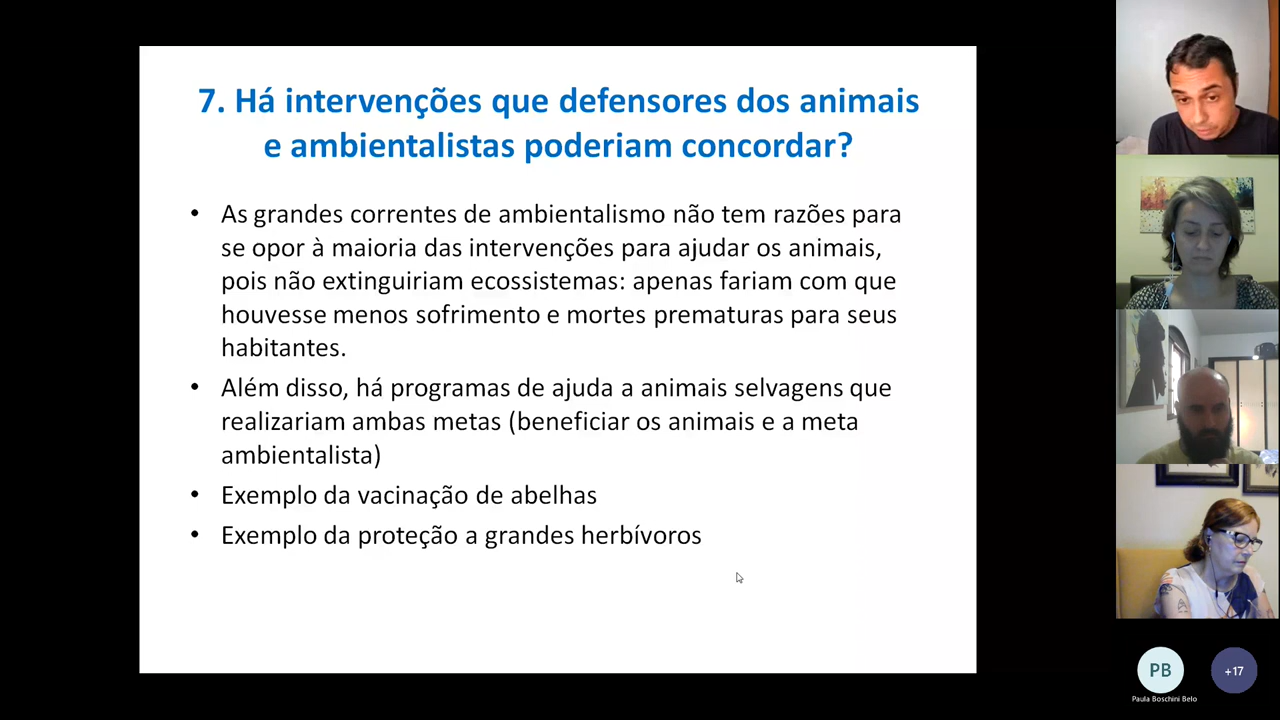 7. Há intervenções que defensores dos animais
e ambientalistas poderiam concordar?
• As grandes correntes de ambientalismo não tem razões para
se opor à maioria das intervenções para ajudar os animais,
pois não extinguiriam ecossistemas: apenas fariam com que
houvesse menos sofrimento e mortes prematuras para seus
habitantes.
• Além disso, há programas de ajuda a animais selvagens que
realizariam ambas metas (beneficiar os animais e a meta
ambientalista)
• Exemplo da vacinação de abelhas
• Exemplo da proteção a grandes herbívoros
PB
+17
Paula Boschini Belo